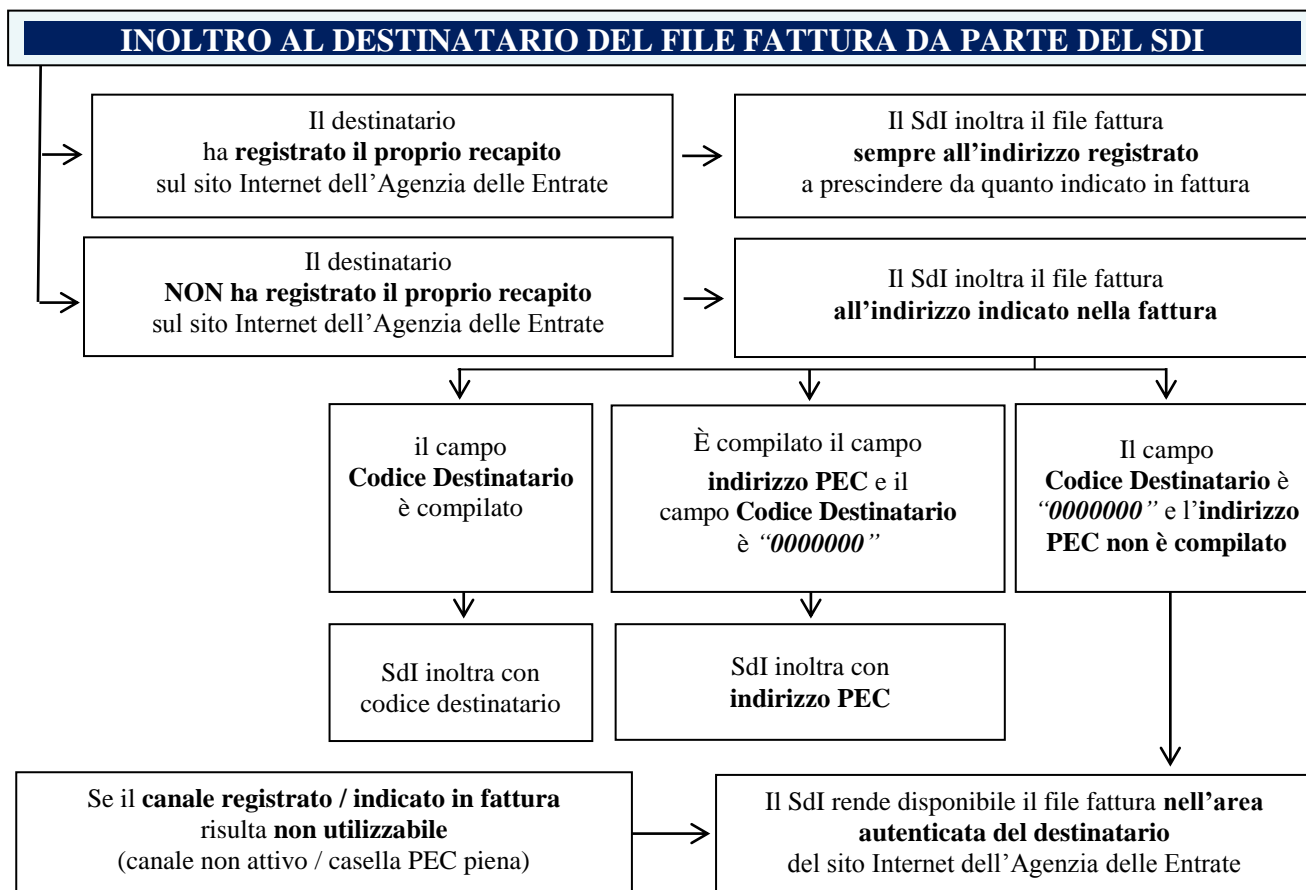 INOLTRO AL DESTINATARIO DEL FILE FATTURA DA PARTE DEL SDI
Il destinatario
ha registrato il proprio recapito
sul sito Internet dell'Agenzia delle Entrate
Il SdI inoltra il file fattura
sempre all'indirizzo registrato
a prescindere da quanto indicato in fattura
Il destinatario
NON ha registrato il proprio recapito
sul sito Internet dell'Agenzia delle Entrate
Il SdI inoltra il file fattura
all'indirizzo indicato nella fattura
il campo
Codice Destinatario
è compilato
È compilato il campo
indirizzo PEC e il
campo Codice Destinatario
è "0000000"
Il campo
Codice Destinatario è
"0000000" e l'indirizzo
PEC non è compilato
SdI inoltra con
codice destinatario
SdI inoltra con
indirizzo PEC
Se il canale registrato / indicato in fattura
risulta non utilizzabile
(canale non attivo / casella PEC piena)
Il SdI rende disponibile il file fattura nell'area
autenticata del destinatario
del sito Internet dell'Agenzia delle Entrate